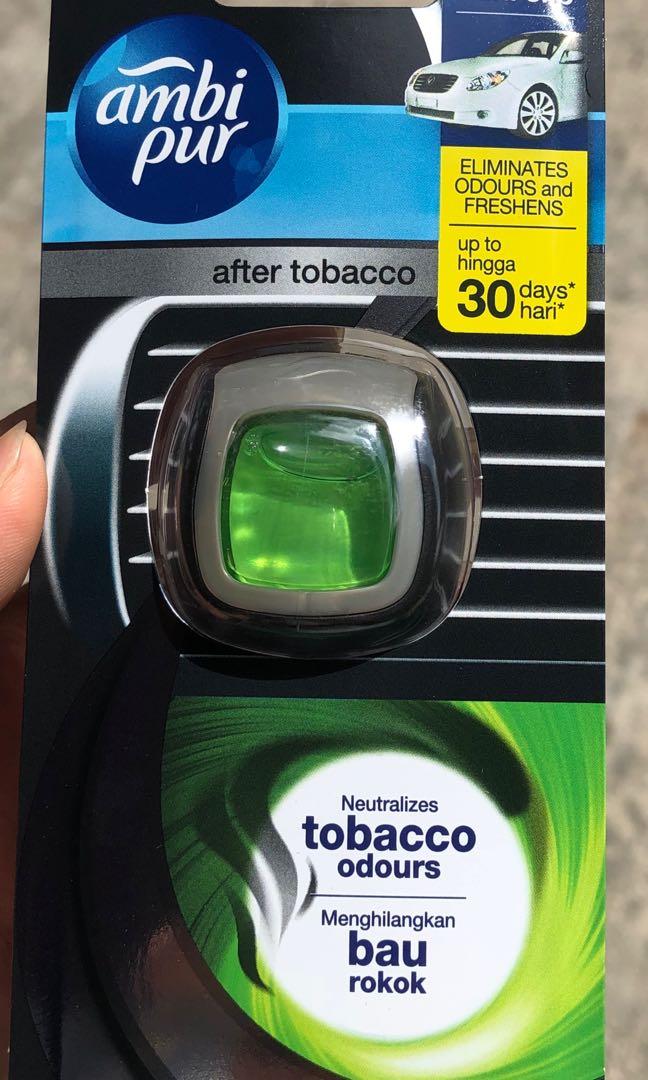 ambi
pur
ELIMINATES
ODOURS and
FRESHENS
up to
hingga
30 days*
hari*
after tobacco
Neutralizes
tobacco
odours
Menghilangkan
bau
rokok